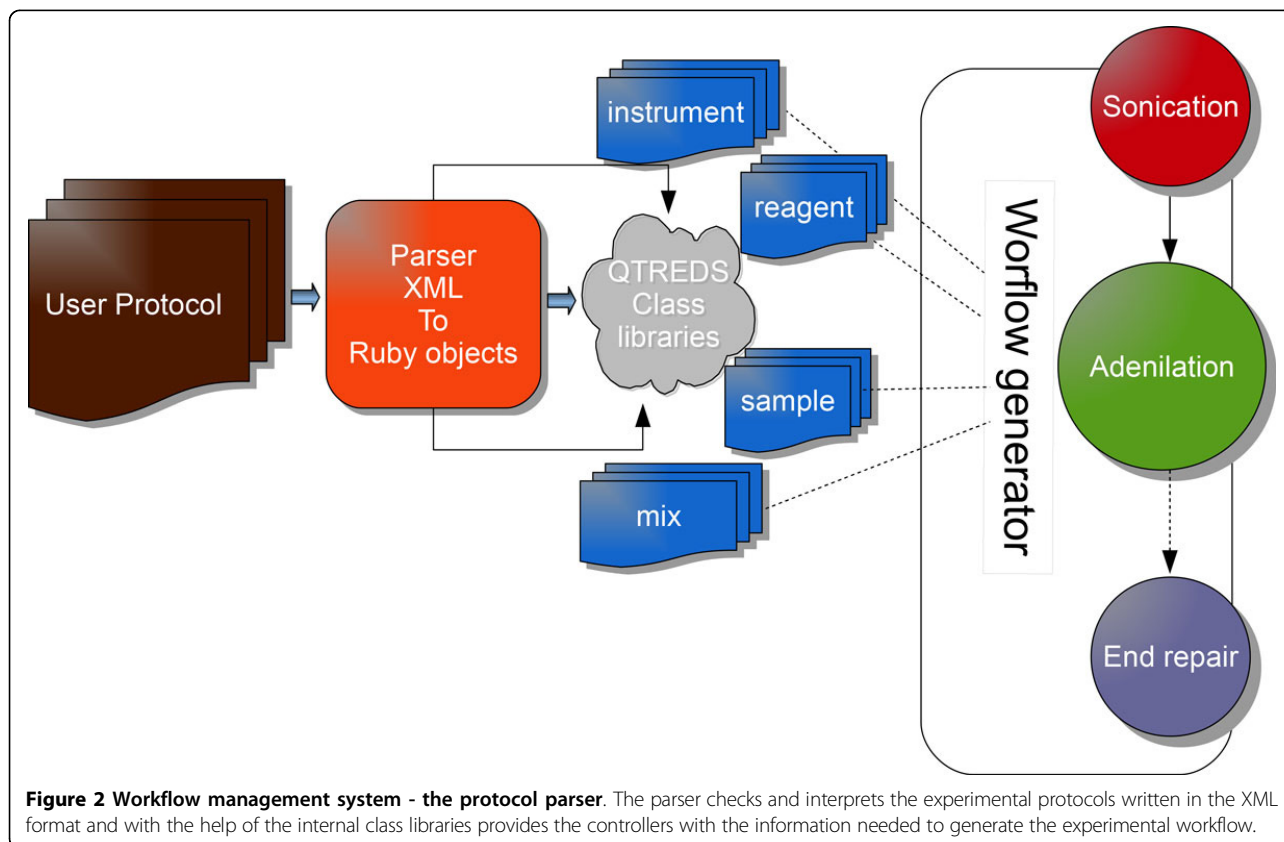 User Protocol
Parser
XML
To
Ruby objects
QTREDS
Class
libraries
instrument
reagent
sample
mix
Worflow generator
Sonication
Adenilation
End repair
Figure 2 Workflow management system - the protocol parser. The parser checks and interprets the experimental protocols written in the XML
format and with the help of the internal class libraries provides the controllers with the information needed to generate the experimental workflow.